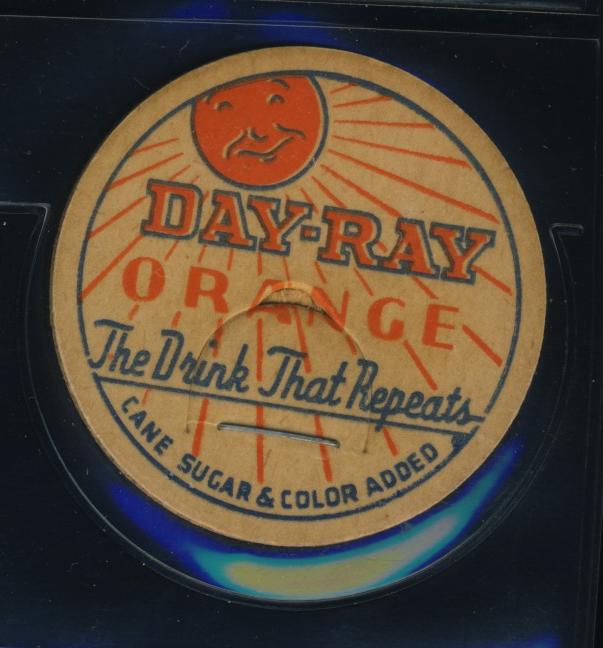 DAY-RAY
ORANGE
The Drink That Repeats
CANE SUGAR & COLOR ADDED